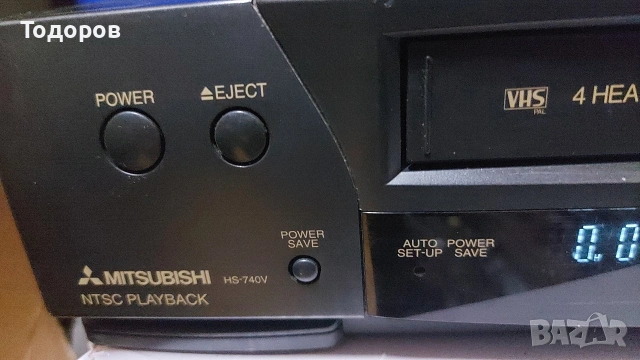 Тодоров
POWER
EJECT
VHS
PAL
4 HEA
POWER
SAVE
AUTO POWER
SET-UP SAVE
MITSUBISHI HS-740V
NTSC PLAYBACK
BAZAR